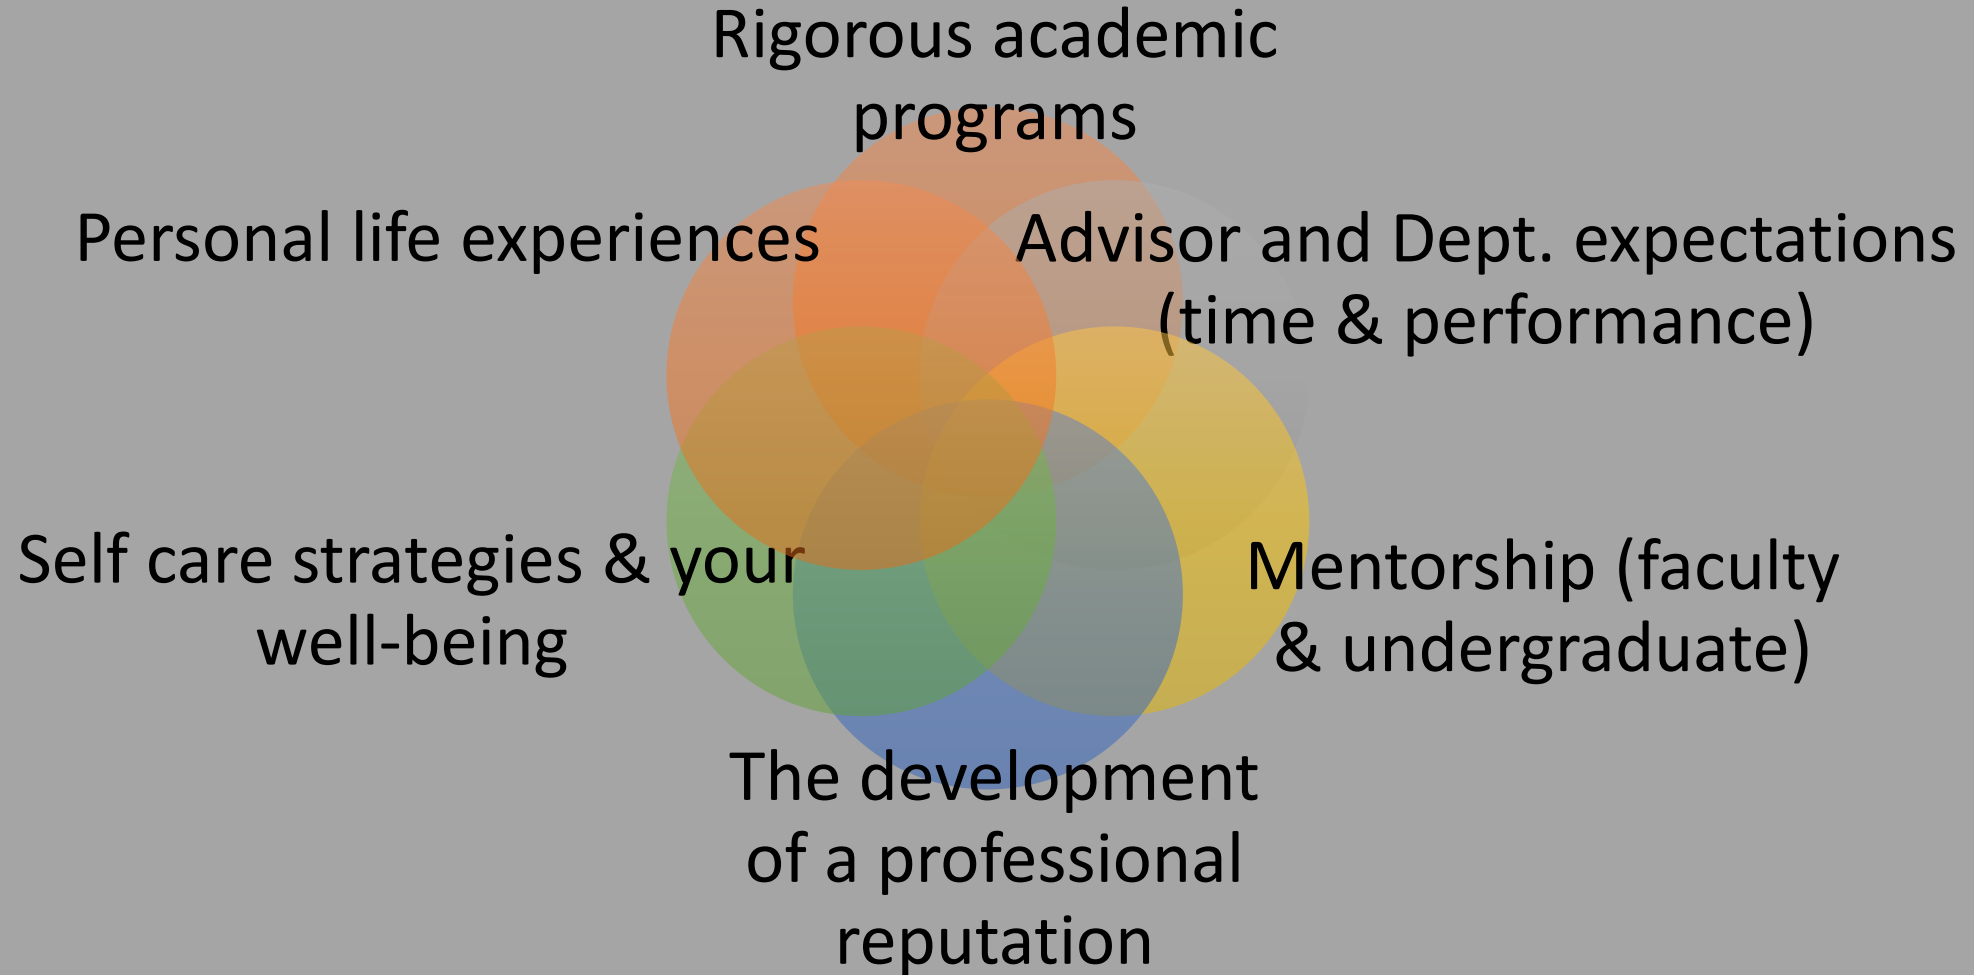 Rigorous academic
programs
Personal life experiences
Advisor and Dept. expectations
(time & performance)
Self care strategies & your
well-being
Mentorship (faculty
& undergraduate)
The development
of a professional
reputation